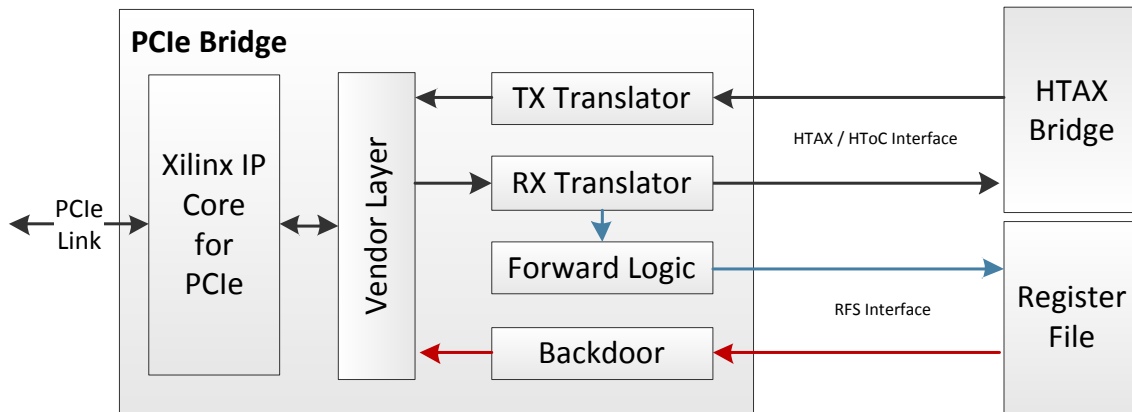 PCIe Bridge
PCIe
Link
Xilinx IP
Core
for
PCIe
Vendor Layer
TX Translator
RX Translator
Forward Logic
Backdoor
HTAX / HToC Interface
RFS Interface
HTAX
Bridge
Register
File